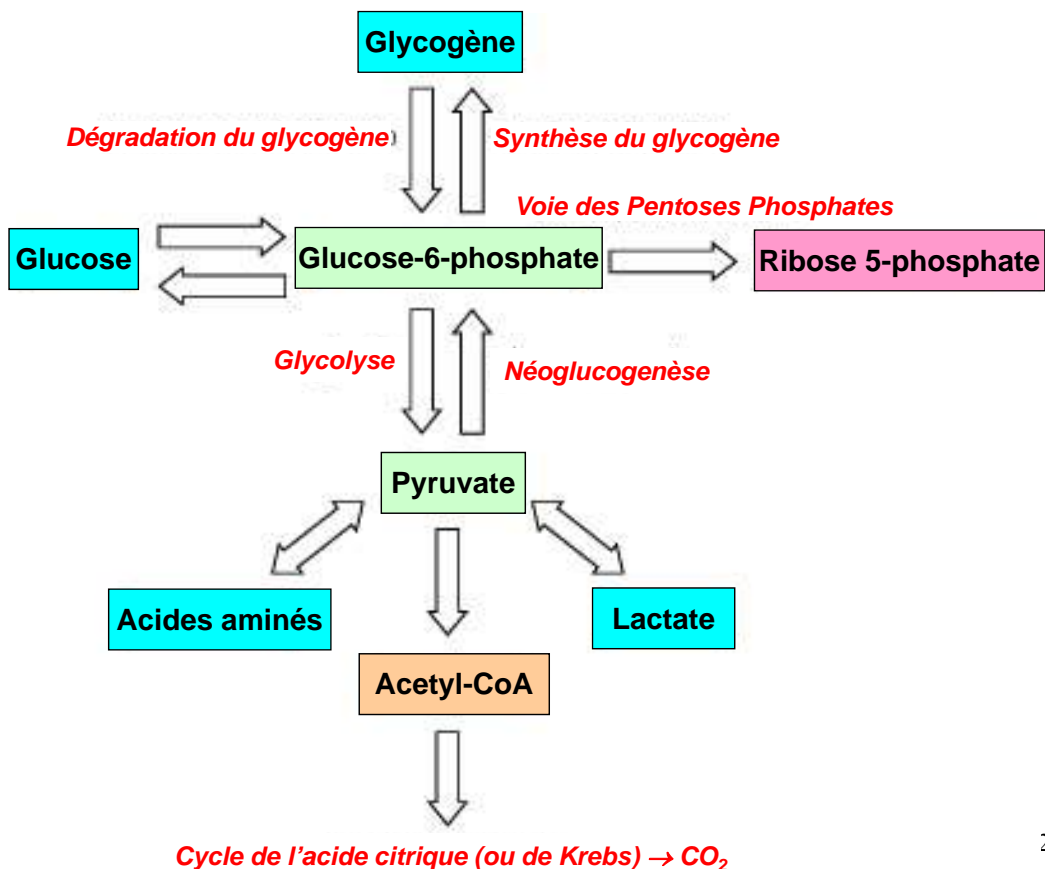 Glycogène
Dégradation du glycogène
Synthèse du glycogène
Voie des Pentoses Phosphates
Glucose
Glucose-6-phosphate
Ribose 5-phosphate
Glycolyse
Néoglucogenèse
Pyruvate
Acides aminés
Lactate
Acetyl-CoA
Cycle de l’acide citrique (ou de Krebs) → CO₂